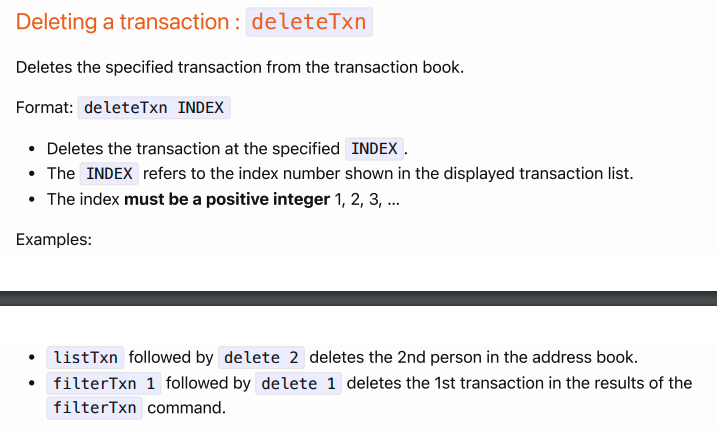 Deleting a transaction : deleteTxn
Deletes the specified transaction from the transaction book.
Format: deleteTxn INDEX
• Deletes the transaction at the specified INDEX .
• The INDEX refers to the index number shown in the displayed transaction list.
• The index must be a positive integer 1, 2, 3, …
Examples:
• listTxn followed by delete 2 deletes the 2nd person in the address book.
• filterTxn 1 followed by delete 1 deletes the 1st transaction in the results of the
filterTxn command.